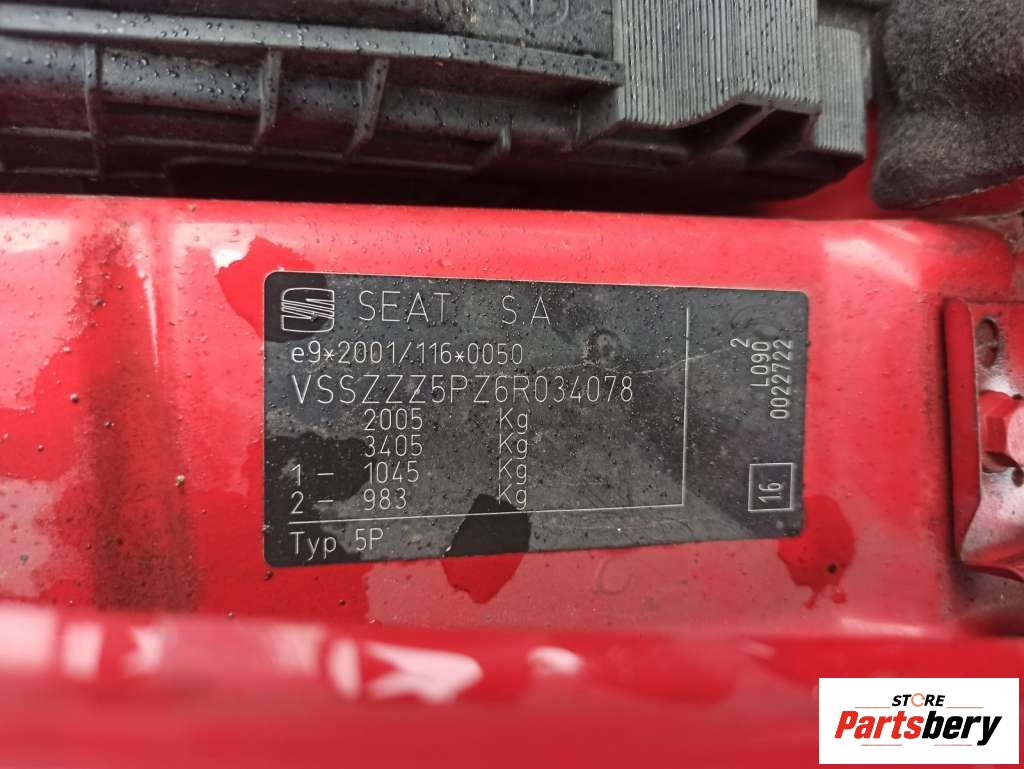 SEAT S.A
e9*2001/116*0050
VSSZZZ5PZ6R034078
2005 Kg
3405 Kg
1 - 1045 Kg
2 - 983 Kg
Typ 5P
2
L090
0022722
16
STORE
Partsbery